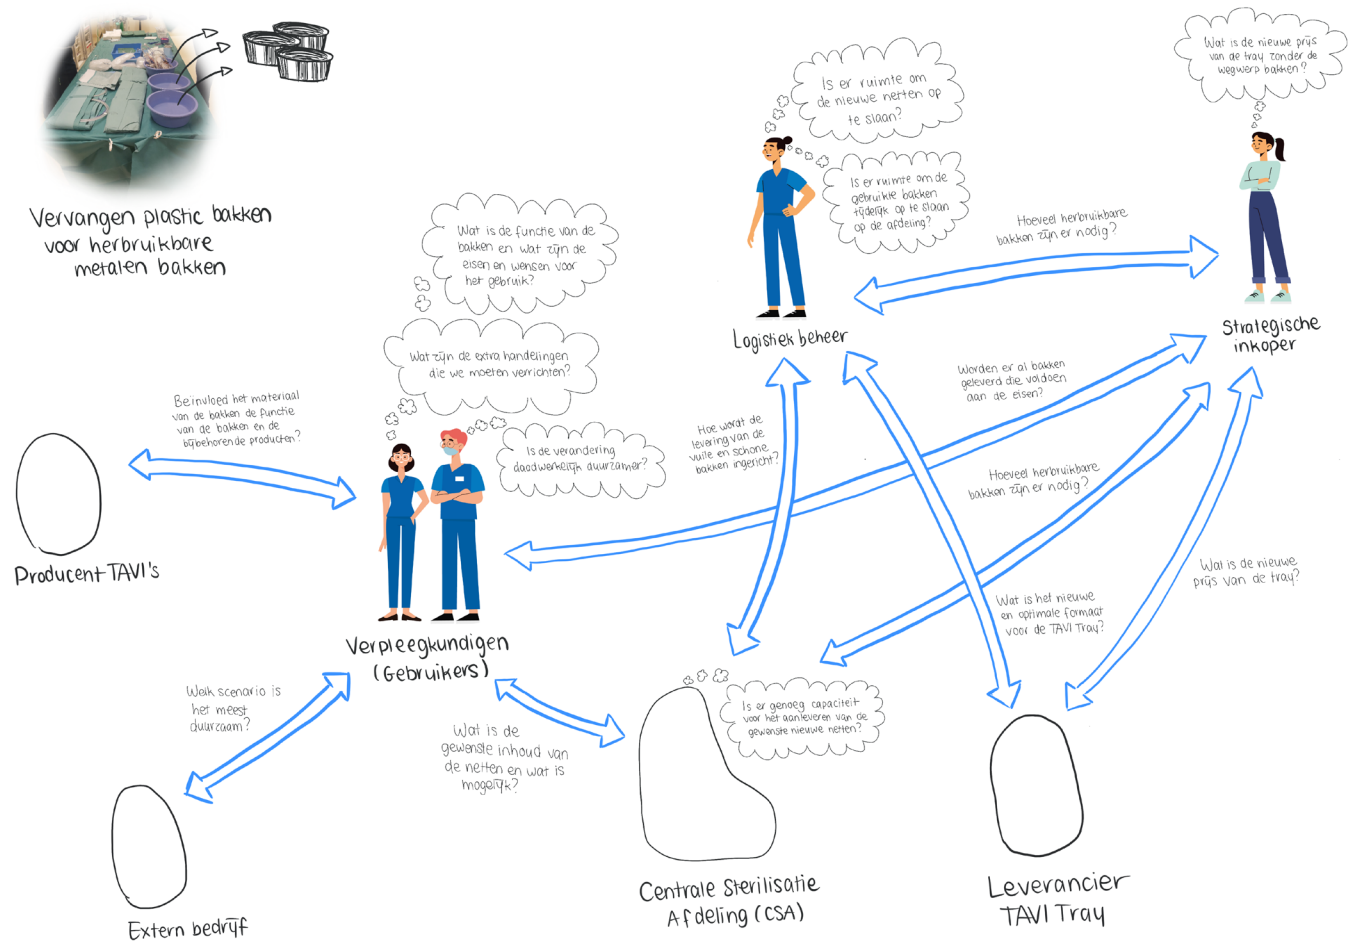 Vervangen plastic bakken
voor herbruikbare
metalen bakken
Wat is de functie van de
bakken en wat zijn de
eisen en wensen voor
het gebruik?
Wat zijn de extra handelingen
die we moeten verrichten?
Is de verandering
daadwerkelijk duurzamer?
Is er ruimte om
de nieuwe netten op
te slaan?
Is er ruimte om de
gebruikte bakken
tijdelijk op te slaan
op de afdeling?
Wat is de nieuwe prijs
van de tray zonder de
wegwerp bakken?
Hoeveel herbruikbare
bakken zijn er nodig?
Logistiek beheer
Strategische
inkoper
Beïnvloed het materiaal
van de bakken de functie
van de bakken en de
bijbehorende producten?
Producent TAVI's
Verpleegkundigen
(Gebruikers)
Worden er al bakken
geleverd die voldoen
aan de eisen?
Hoe wordt de
levering van de
vuile en schone
bakken ingericht?
Hoeveel herbruikbare
bakken zijn er nodig?
Wat is het nieuwe
en optimale formaat
voor de TAVI Tray?
Wat is de nieuwe
prijs van de tray?
Welk scenario is
het meest
duurzaam?
Wat is de
gewenste inhoud van
de netten en wat is
mogelijk?
Is er genoeg capaciteit
voor het aanleveren van de
gewenste nieuwe netten?
Extern bedrijf
Centrale Sterilisatie
Afdeling (CSA)
Leverancier
TAVI Tray